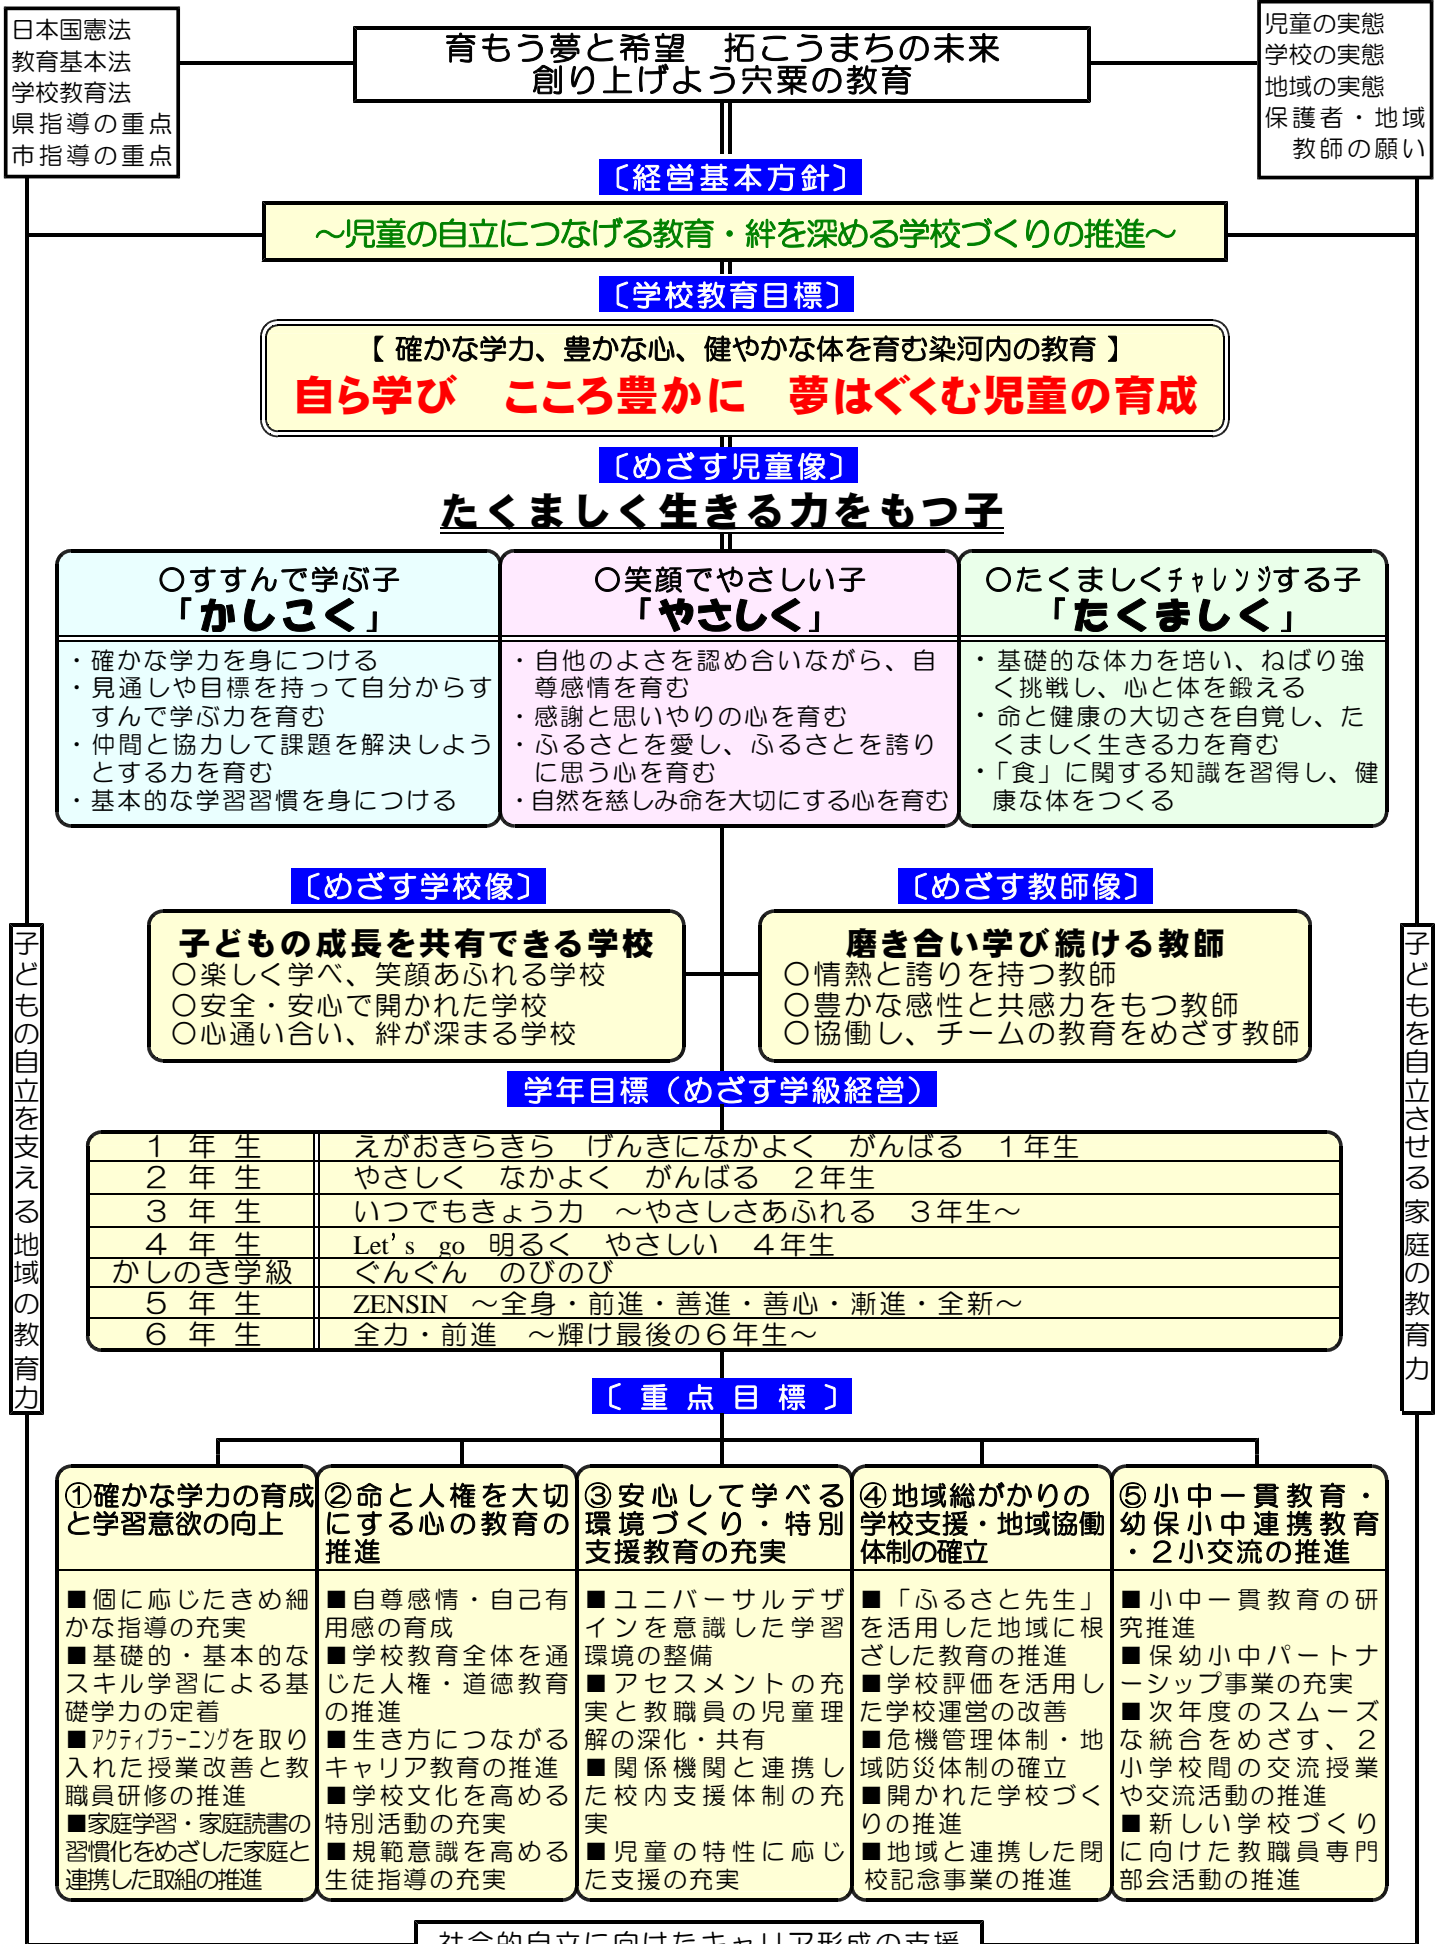 日本国憲法
教育基本法
学校教育法
県指導の重点
市指導の重点
育もう夢と希望　拓こうまちの未来
創り上げよう宍粟の教育
児童の実態
学校の実態
地域の実態
保護者・地域
教師の願い
〔経営基本方針〕
～児童の自立につなげる教育・絆を深める学校づくりの推進～
〔学校教育目標〕
【 確かな学力、豊かな心、健やかな体を育む染河内の教育 】
自ら学び　こころ豊かに　夢はぐくむ児童の育成
〔めざす児童像〕
たくましく生きる力をもつ子
○すすんで学ぶ子
「かしこく」
・確かな学力を身につける
・見通しや目標を持って自分からす
すんで学ぶ力を育む
・仲間と協力して課題を解決しよう
とする力を育む
・基本的な学習習慣を身につける
○笑顔でやさしい子
「やさしく」
・自他のよさを認め合いながら、自
尊感情を育む
・感謝と思いやりの心を育む
・ふるさとを愛し、ふるさとを誇り
に思う心を育む
・自然を慈しみ命を大切にする心を育む
○たくましくﾁｬﾚﾝｼﾞする子
「たくましく」
・基礎的な体力を培い、ねばり強
く挑戦し、心と体を鍛える
・命と健康の大切さを自覚し、た
くましく生きる力を育む
・「食」に関する知識を習得し、健
康な体をつくる
〔めざす学校像〕
子どもの成長を共有できる学校
○楽しく学べ、笑顔あふれる学校
○安全・安心で開かれた学校
○心通い合い、絆が深まる学校
〔めざす教師像〕
磨き合い学び続ける教師
○情熱と誇りを持つ教師
○豊かな感性と共感力をもつ教師
○協働し、チームの教育をめざす教師
子どもの自立を支える地域の教育力
子どもを自立させる家庭の教育力
学年目標（めざす学級経営）
１ 年 生　えがおきらきら　げんきになかよく　がんばる　１年生
２ 年 生　やさしく　なかよく　がんばる　２年生
３ 年 生　いつでもきょう力　～やさしさあふれる　３年生～
４ 年 生　Let's go 明るく　やさしい　４年生
かしのき学級　ぐんぐん　のびのび
５ 年 生　ZENSIN ～全身・前進・善進・善心・漸進・全新～
６ 年 生　全力・前進　～輝け最後の６年生～
〔 重 点 目 標 〕
①確かな学力の育成
と学習意欲の向上
■個に応じたきめ細
かな指導の充実
■基礎的・基本的な
スキル学習による基
礎学力の定着
■ｱｸﾃｨﾌﾞﾗｰﾆﾝｸﾞを取り
入れた授業改善と教
職員研修の推進
■家庭学習・家庭読書の
習慣化をめざした家庭と
連携した取組の推進
②命と人権を大切
にする心の教育の
推進
■自尊感情・自己有
用感の育成
■学校教育全体を通
じた人権・道徳教育
の推進
■生き方につながる
キャリア教育の推進
■学校文化を高める
特別活動の充実
■規範意識を高める
生徒指導の充実
③安心して学べる
環境づくり・特別
支援教育の充実
■ユニバーサルデザ
インを意識した学習
環境の整備
■アセスメントの充
実と教職員の児童理
解の深化・共有
■関係機関と連携し
た校内支援体制の充
実
■児童の特性に応じ
た支援の充実
④地域総がかりの
学校支援・地域協働
体制の確立
■「ふるさと先生」
を活用した地域に根
ざした教育の推進
■学校評価を活用し
た学校運営の改善
■危機管理体制・地
域防災体制の確立
■開かれた学校づく
りの推進
■地域と連携した閉
校記念事業の推進
⑤小中一貫教育・
幼保小中連携教育
・２小交流の推進
■小中一貫教育の研
究推進
■保幼小中パートナ
ーシップ事業の充実
■次年度のスムーズ
な統合をめざす、２
小学校間の交流授業
や交流活動の推進
■新しい学校づくり
に向けた教職員専門
部会活動の推進
社会的自立に向けたキャリア形成の支援